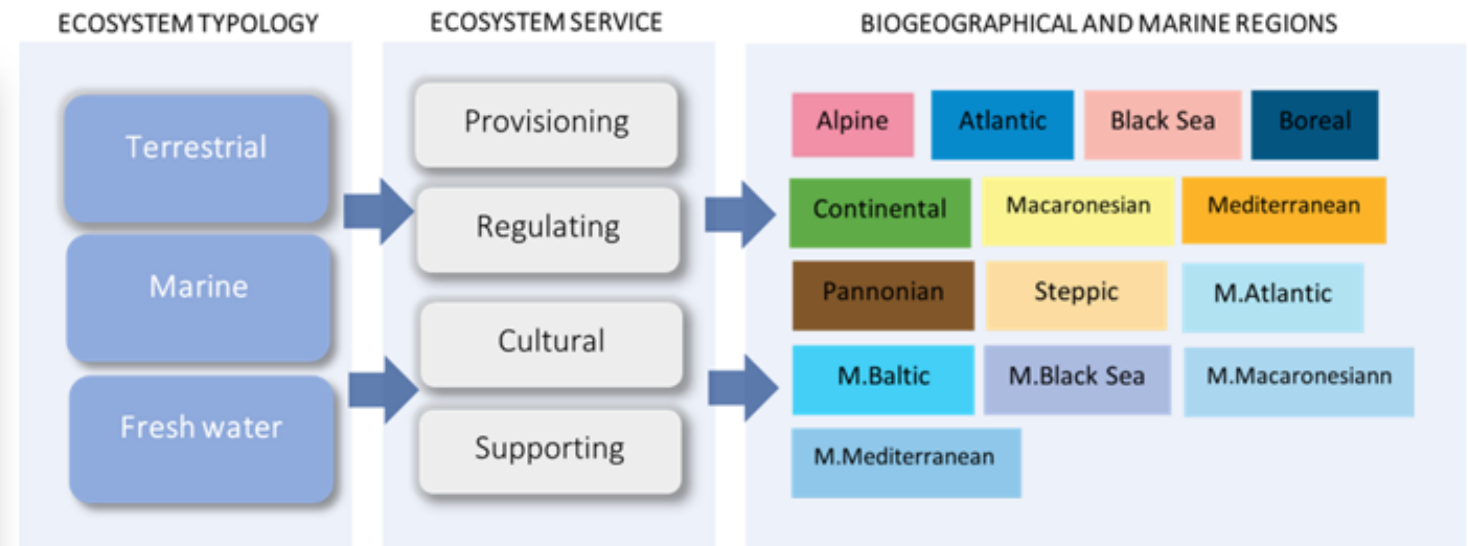 ECOSYSTEM TYPOLOGY
ECOSYSTEM SERVICE
BIOGEOGRAPHICAL AND MARINE REGIONS
Terrestrial
Marine
Fresh water
Provisioning
Regulating
Cultural
Supporting
Alpine
Atlantic
Black Sea
Boreal
Continental
Macaronesian
Mediterranean
Pannonian
Steppic
M.Atlantic
M.Baltic
M.Black Sea
M.Macaronesiann
M.Mediterranean